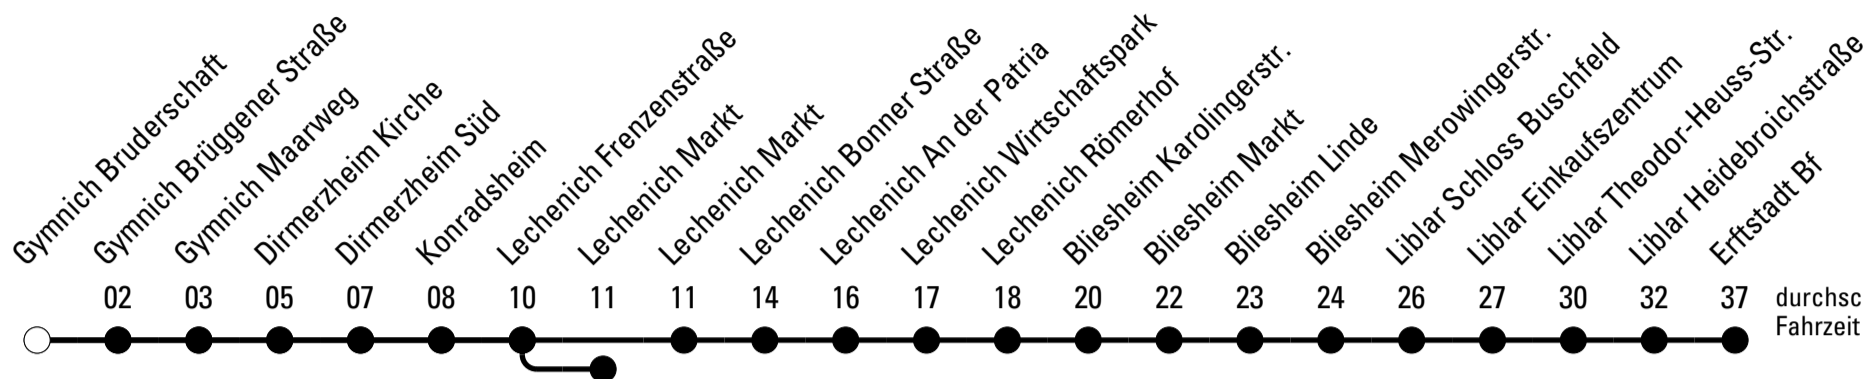 Gymnich Bruderschaft
Gymnich Brüggener Straße
Gymnich Maarweg
Dirmerzheim Kirche
Dirmerzheim Süd
Konradsheim
Lechenich Frenzenstraße
Lechenich Markt
Lechenich Markt
Lechenich Bonner Straße
Lechenich An der Patria
Lechenich Wirtschaftspark
Lechenich Römerhof
Bliesheim Karolingerstr.
Bliesheim Markt
Bliesheim Linde
Bliesheim Merowingerstr.
Liblar Schloss Buschfeld
Liblar Einkaufszentrum
Liblar Theodor-Heuss-Str.
Liblar Heidebroichstraße
Erftstadt Bf
02 03 05 07 08 10 11 11 14 16 17 18 20 22 23 24 26 27 30 32 37 durchsc
Fahrzeit